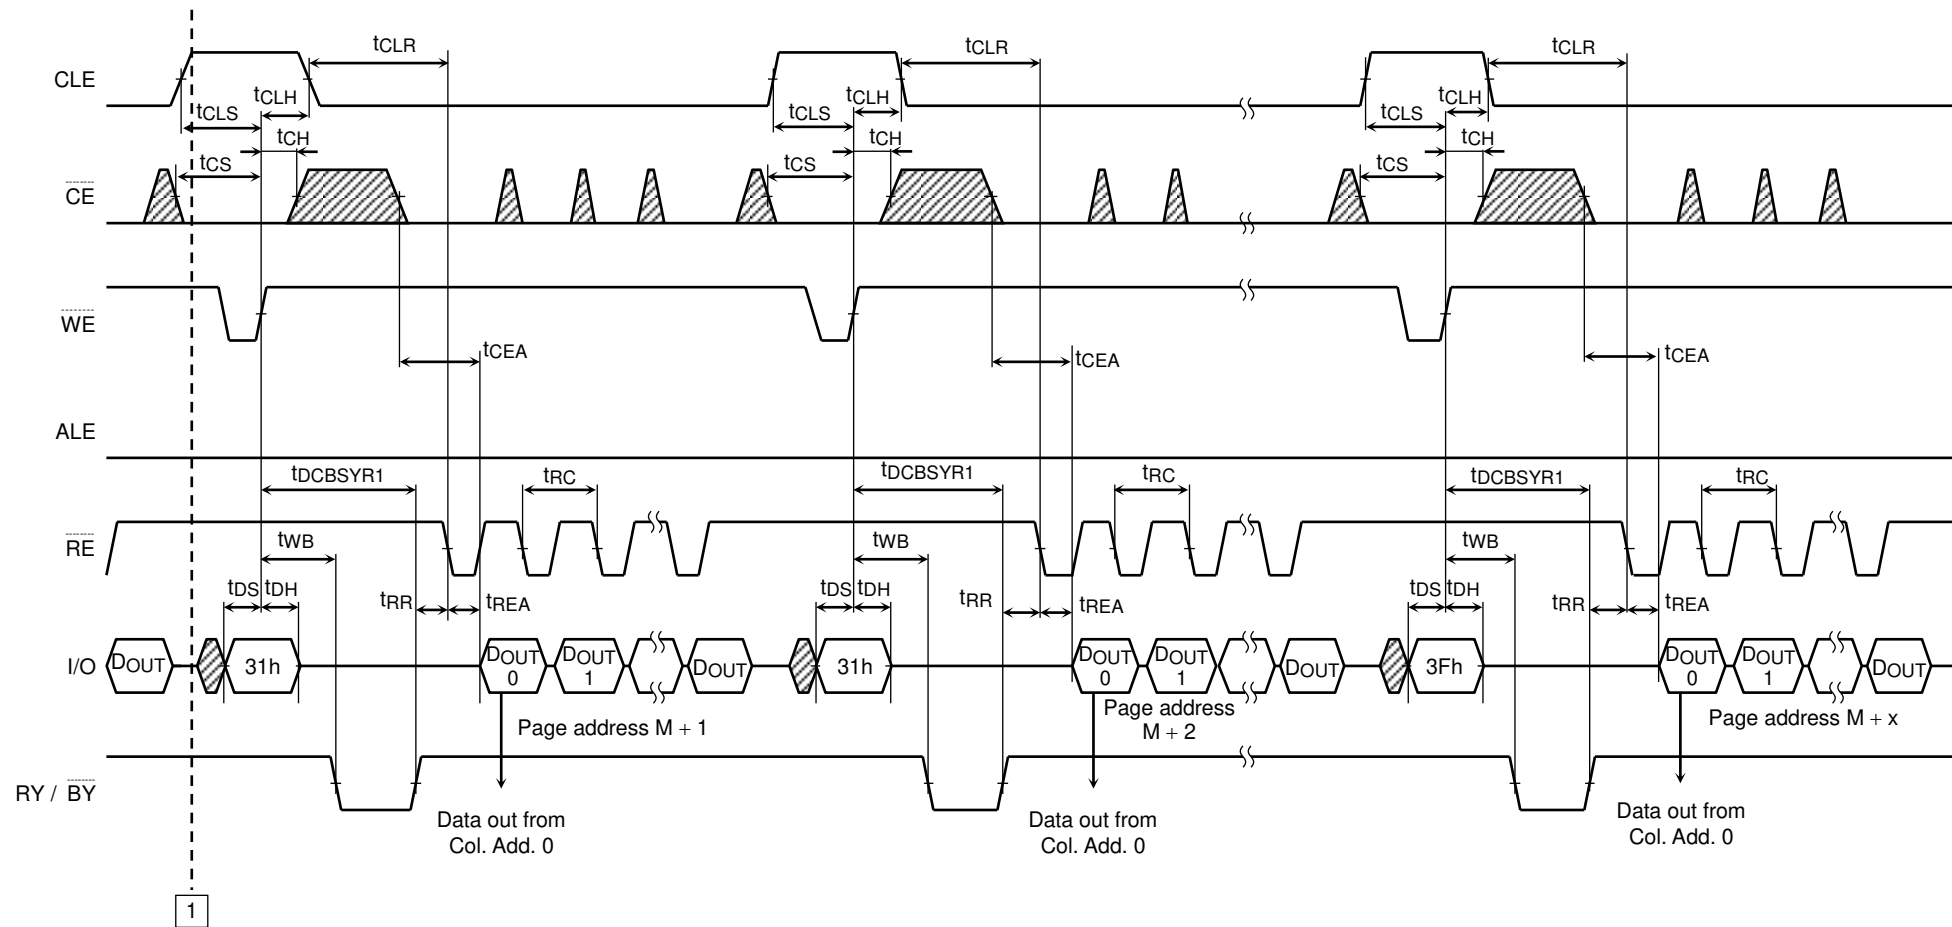 tCLR tCLR tCLR
CLE
tCLH tCLH tCLH
tCLS tCLS tCLS
tCH tCH tCH
tCS tCS tCS
CE
WE
tCEA tCEA tCEA
ALE
tDCBSYR1 tRC tDCBSYR1 tRC tDCBSYR1 tRC
RE
tWB tWB tWB
tDS tDH tDS tDH tDS tDH
tRR tREA tRR tREA tRR tREA
I/O DOUT 31h DOUT 0 DOUT 1 DOUT 31h DOUT 0 DOUT 1 DOUT 3Fh DOUT 0 DOUT 1 DOUT
Page address M + 1
Page address
M + 2
Page address M + x
RY / BY
Data out from
Col. Add. 0
Data out from
Col. Add. 0
Data out from
Col. Add. 0
1